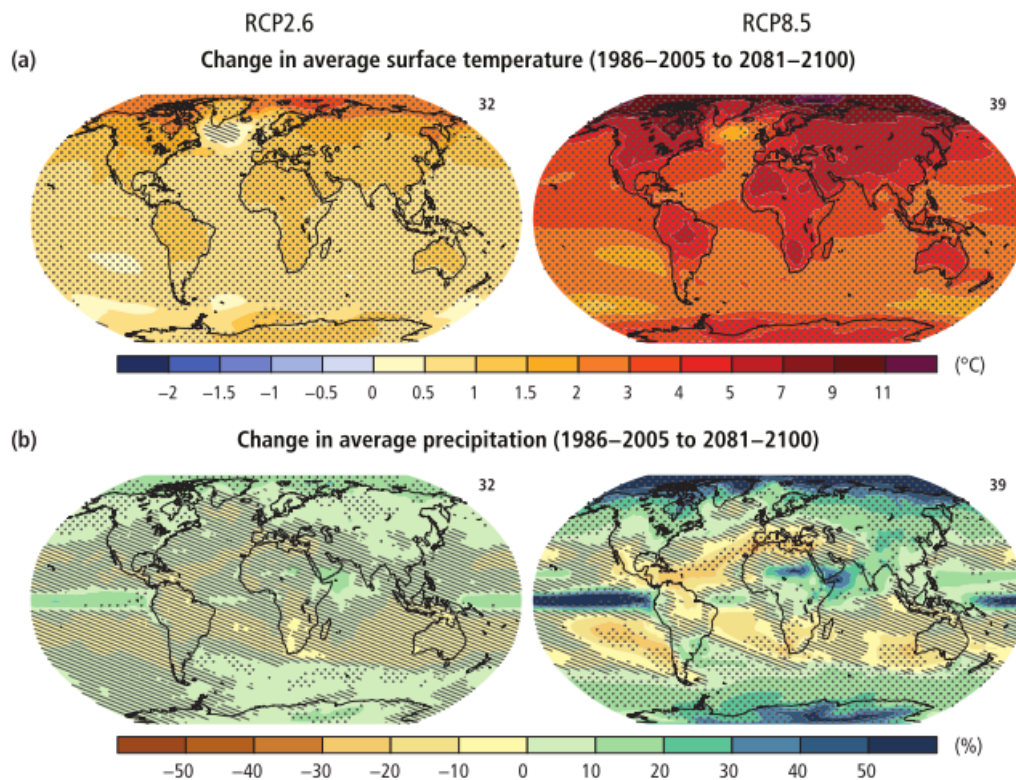 RCP2.6 RCP8.5
(a) Change in average surface temperature (1986–2005 to 2081–2100)
32 39
−2 −1.5 −1 −0.5 0 0.5 1 1.5 2 3 4 5 7 9 11 (°C)
(b) Change in average precipitation (1986–2005 to 2081–2100)
32 39
−50 −40 −30 −20 −10 0 10 20 30 40 50 (%)